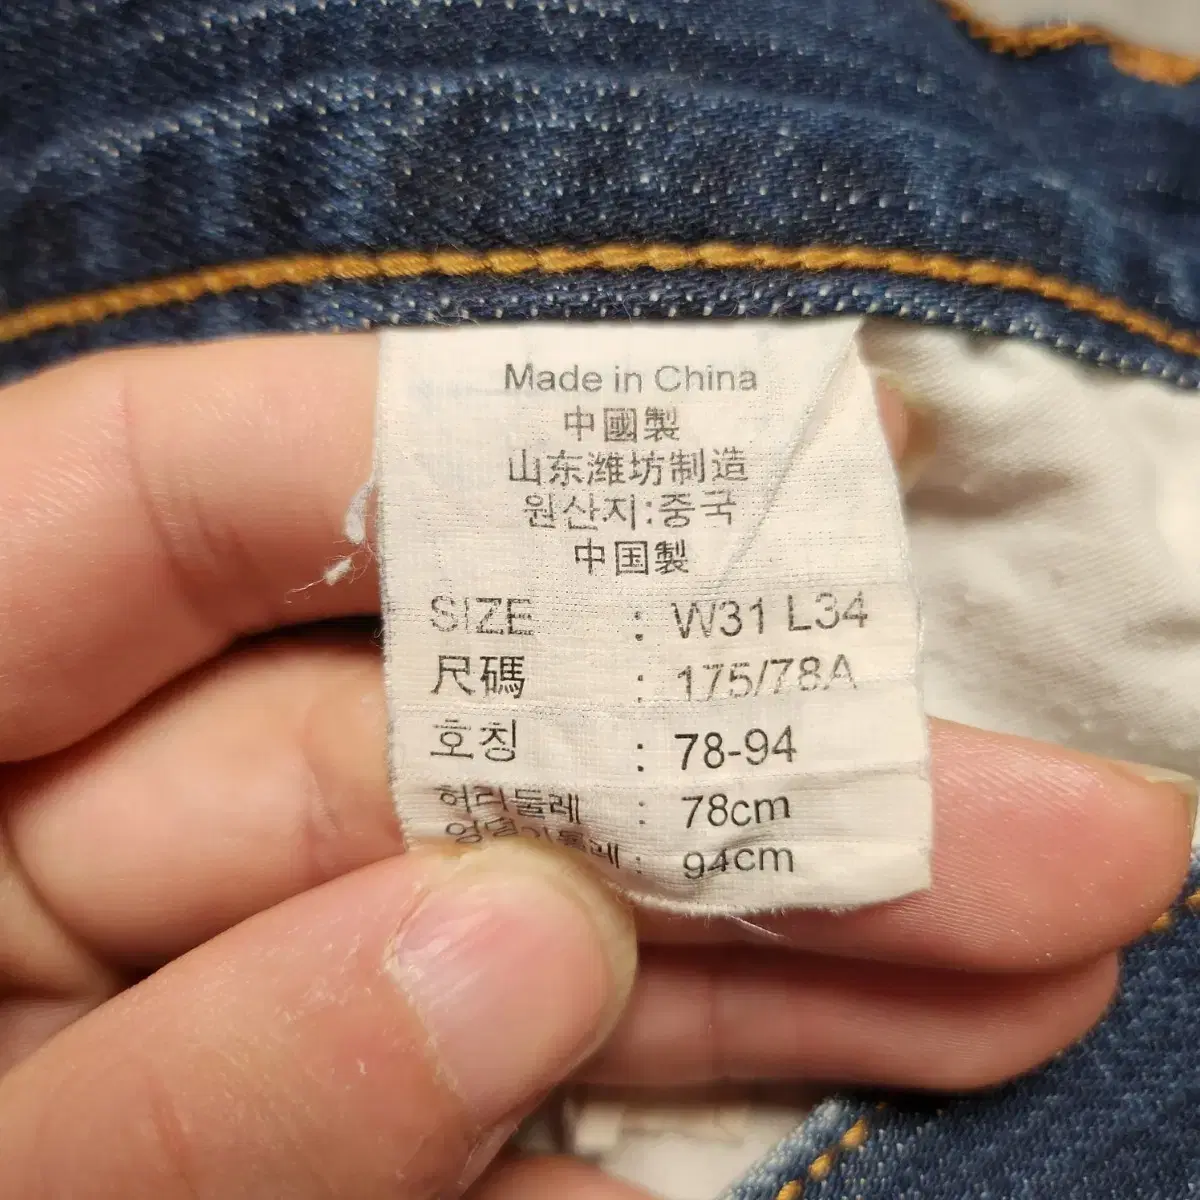 Made in China
中國製
山东潍坊制造
원산지:중국
中国製
SIZE : W31 L34
尺碼 : 175/78A
호칭 : 78-94
허리둘레 : 78cm
엉덩이둘레 : 94cm